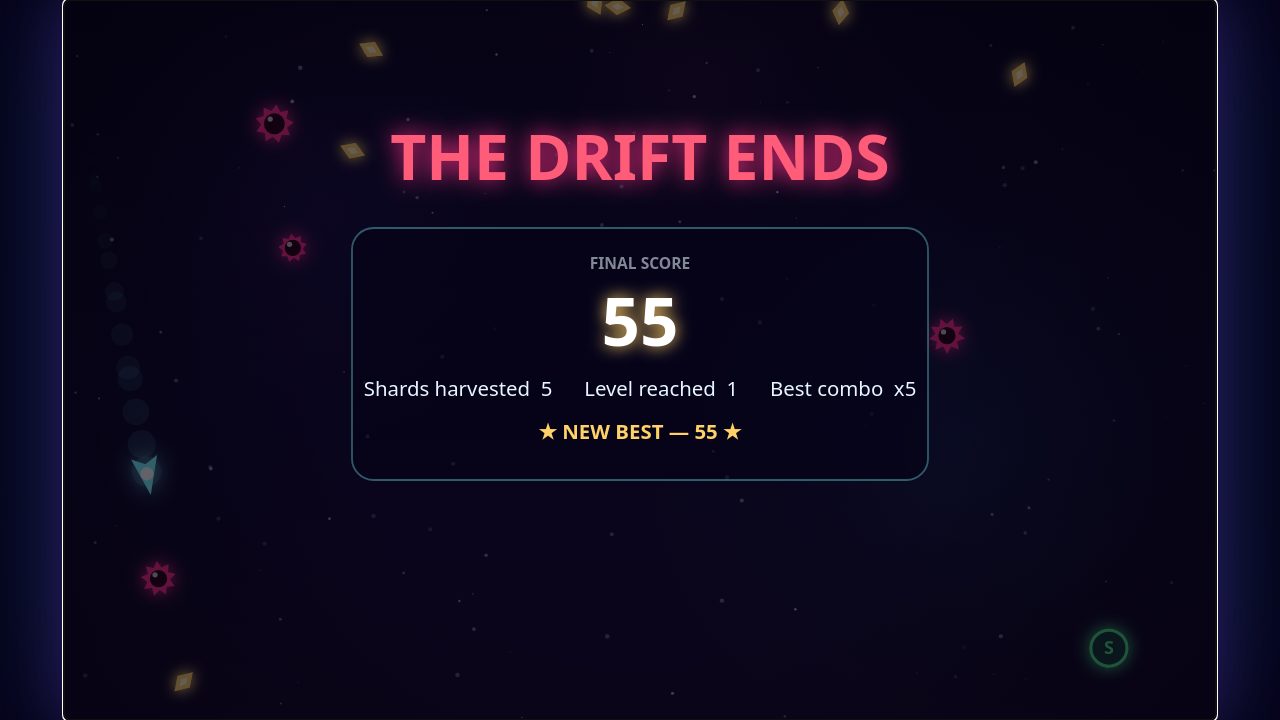 THE DRIFT ENDS
FINAL SCORE
55
Shards harvested 5 Level reached 1 Best combo x5
★ NEW BEST — 55 ★
S